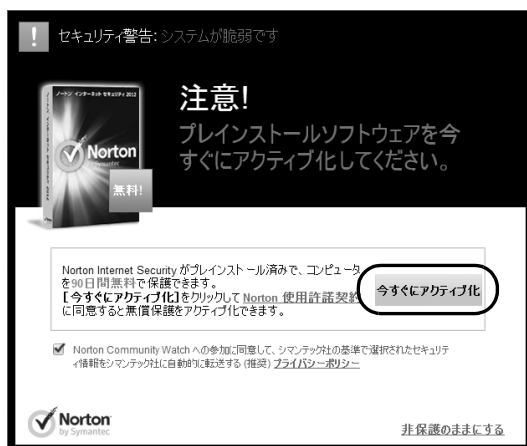 ! セキュリティ警告: システムが脆弱です
ノートン インターネット セキュリティ 2012
Norton
by Symantec
無料!
注意!
プレインストールソフトウェアを今
すぐにアクティブ化してください。
Norton Internet Security がプレインストール済みで、コンピュータ
を90日間無料で保護できます。
【今すぐにアクティブ化】をクリックして Norton 使用許諾契約
に同意すると無償保護をアクティブ化できます。
今すぐにアクティブ化
Norton Community Watch への参加に同意して、シマンテック社の基準で選択されたセキュリテ
ィ情報をシマンテック社に自動的に転送する (推奨) プライバシーポリシー
Norton
by Symantec
非保護のままにする